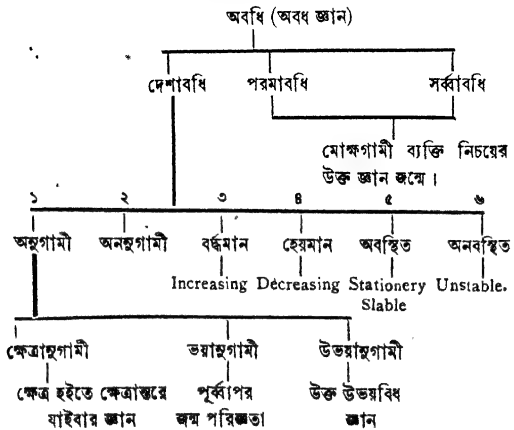 অবধি (অবধ জ্ঞান)
দেশাবধি পরমাবধি সর্ব্বাবধি
মোক্ষগামী ব্যক্তি নিচয়ের
উক্ত জ্ঞান জন্মে।
১ ২ ৩ ৪ ৫ ৬
অনুগামী অননুগামী বর্দ্ধমান হেয়মান অবস্থিত অনবস্থিত
Increasing Decreasing Stationery Unstable.
Slable
ক্ষেত্রানুগামী ভয়ানুগামী উভয়ানুগামী
ক্ষেত্র হইতে ক্ষেত্রান্তরে পূর্ব্বাপর উক্ত উভয়বিধ
যাইবার জ্ঞান জন্ম পরিজ্ঞতা জ্ঞান